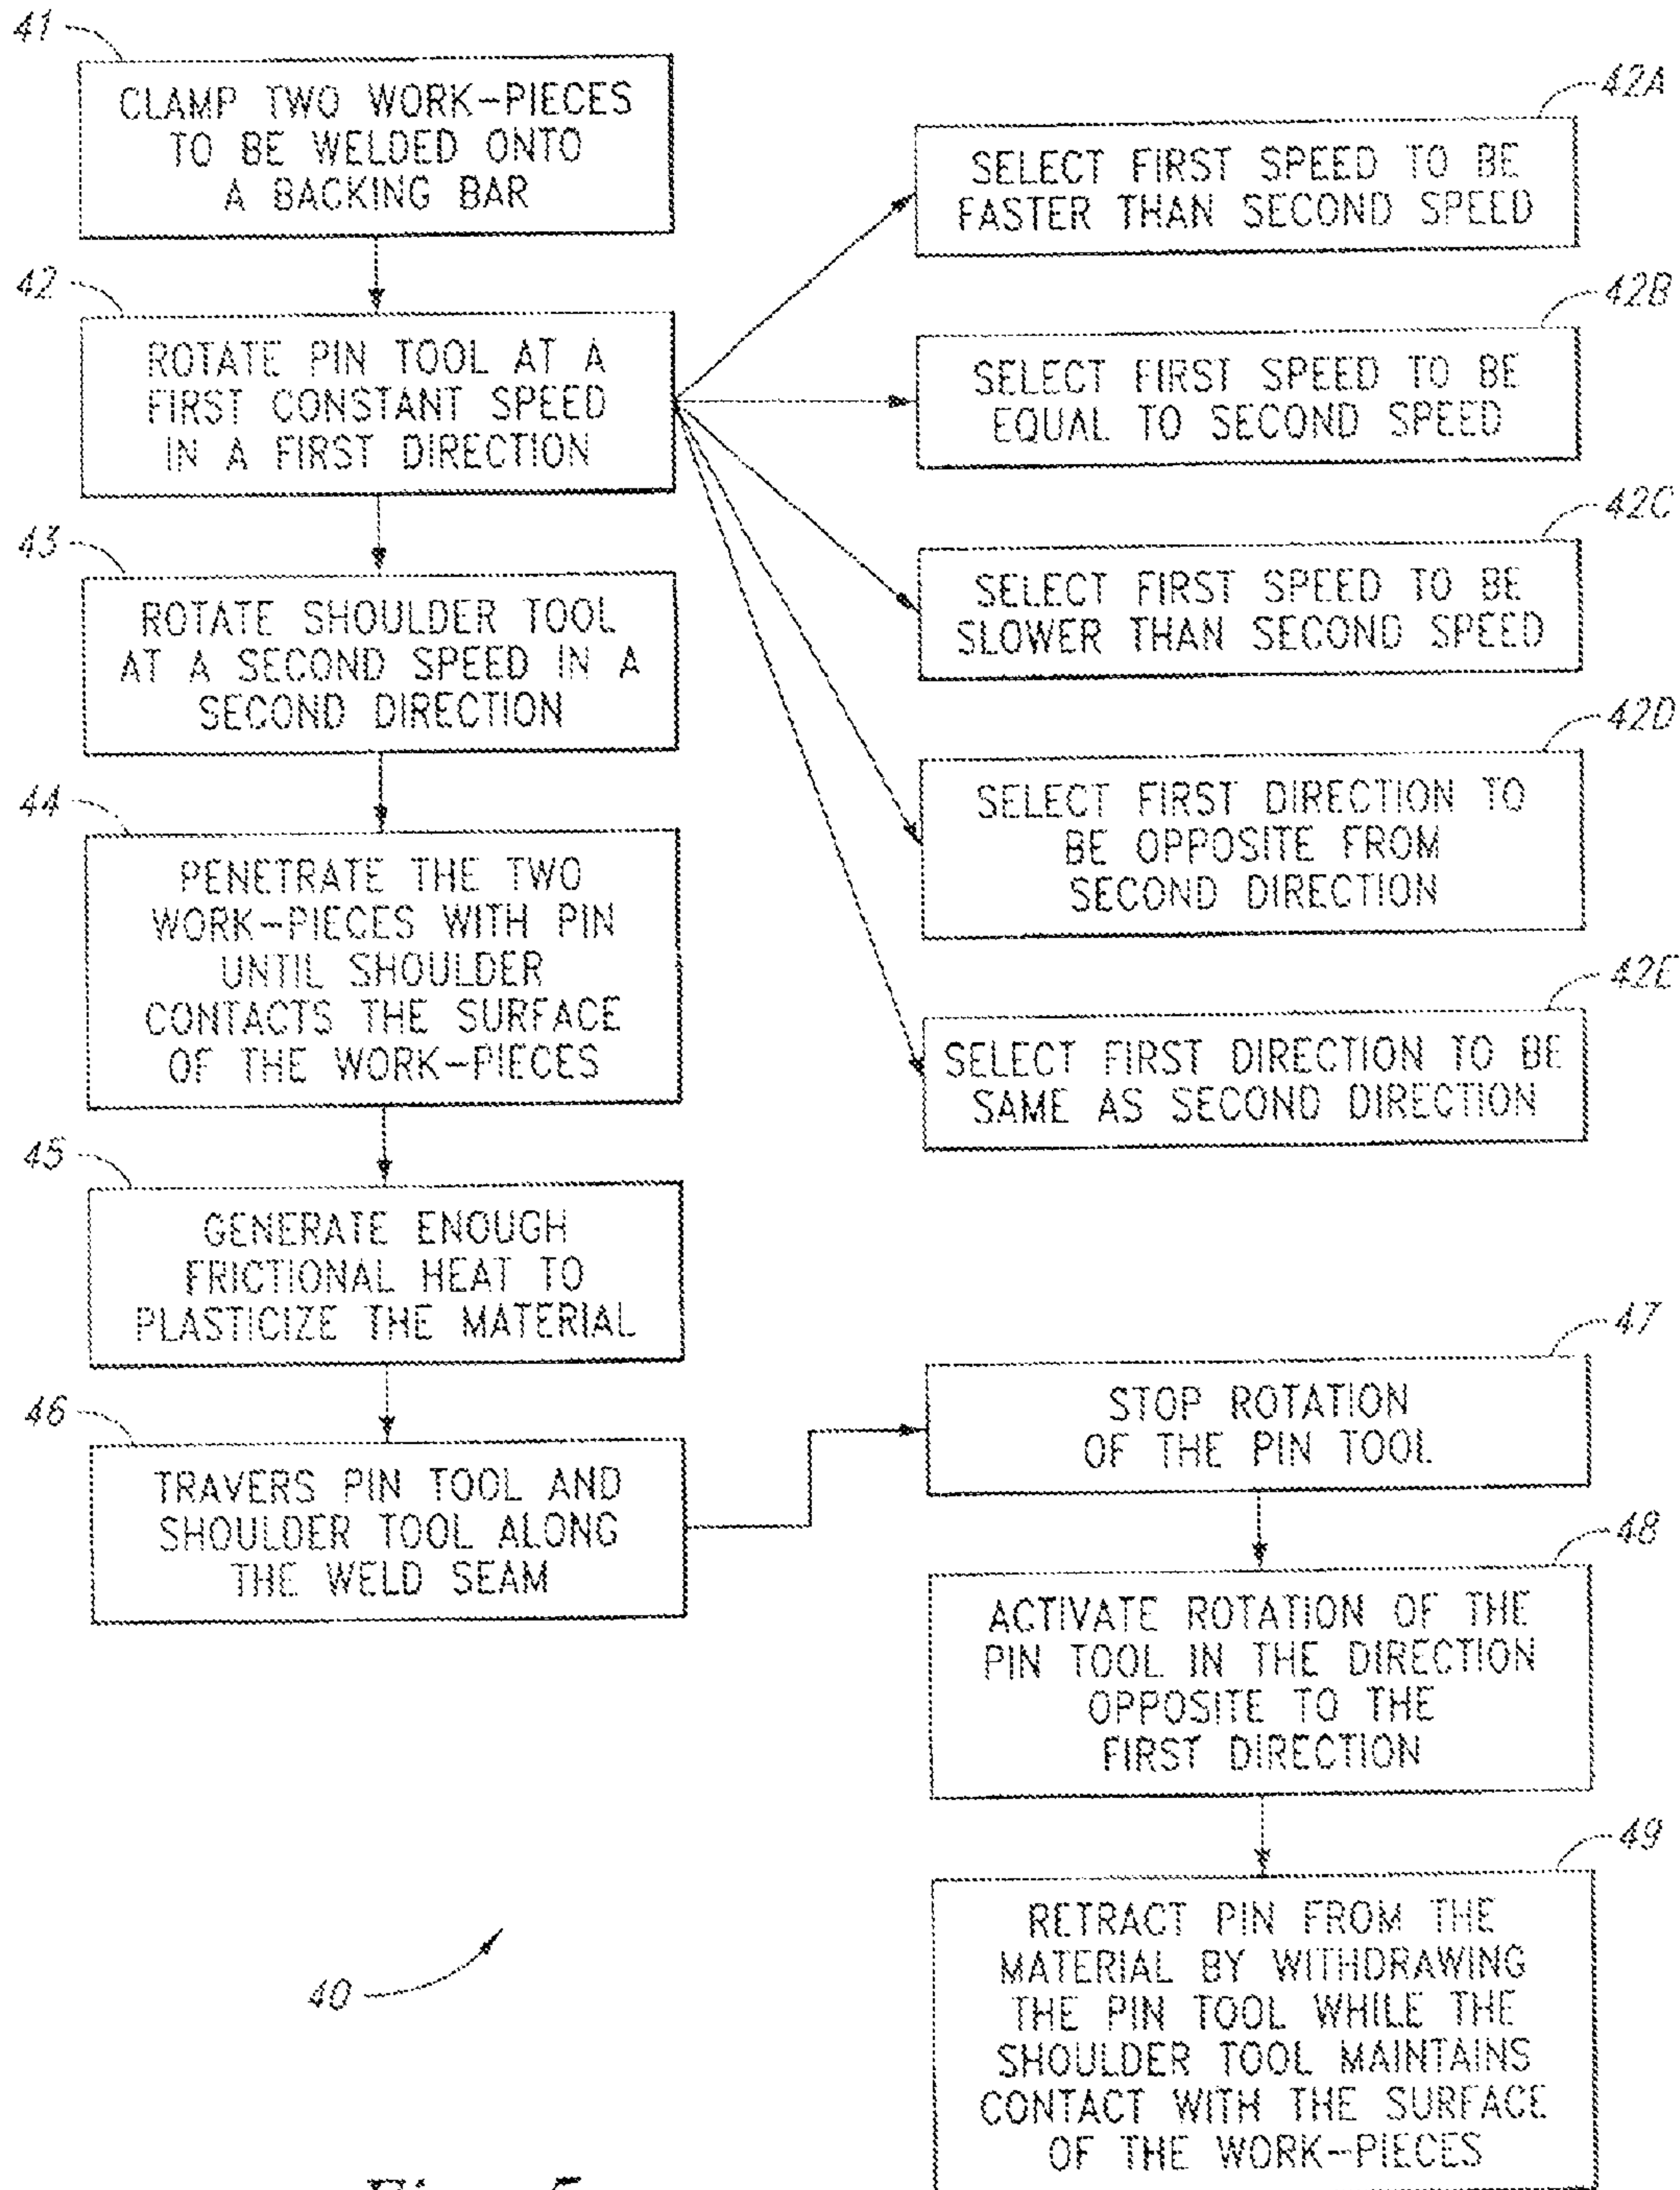 41
CLAMP TWO WORK-PIECES
TO BE WELDED ONTO
A BACKING BAR
42
ROTATE PIN TOOL AT A
FIRST CONSTANT SPEED
IN A FIRST DIRECTION
42A
SELECT FIRST SPEED TO BE
FASTER THAN SECOND SPEED
42B
SELECT FIRST SPEED TO BE
EQUAL TO SECOND SPEED
42C
SELECT FIRST SPEED TO BE
SLOWER THAN SECOND SPEED
42D
SELECT FIRST DIRECTION TO
BE OPPOSITE FROM
SECOND DIRECTION
42E
SELECT FIRST DIRECTION TO BE
SAME AS SECOND DIRECTION
43
ROTATE SHOULDER TOOL
AT A SECOND SPEED IN A
SECOND DIRECTION
44
PENETRATE THE TWO
WORK-PIECES WITH PIN
UNTIL SHOULDER
CONTACTS THE SURFACE
OF THE WORK-PIECES
45
GENERATE ENOUGH
FRICTIONAL HEAT TO
PLASTICIZE THE MATERIAL
46
TRAVERS PIN TOOL AND
SHOULDER TOOL ALONG
THE WELD SEAM
47
STOP ROTATION
OF THE PIN TOOL
48
ACTIVATE ROTATION OF THE
PIN TOOL IN THE DIRECTION
OPPOSITE TO THE
FIRST DIRECTION
49
RETRACT PIN FROM THE
MATERIAL BY WITHDRAWING
THE PIN TOOL WHILE THE
SHOULDER TOOL MAINTAINS
CONTACT WITH THE SURFACE
OF THE WORK-PIECES
40